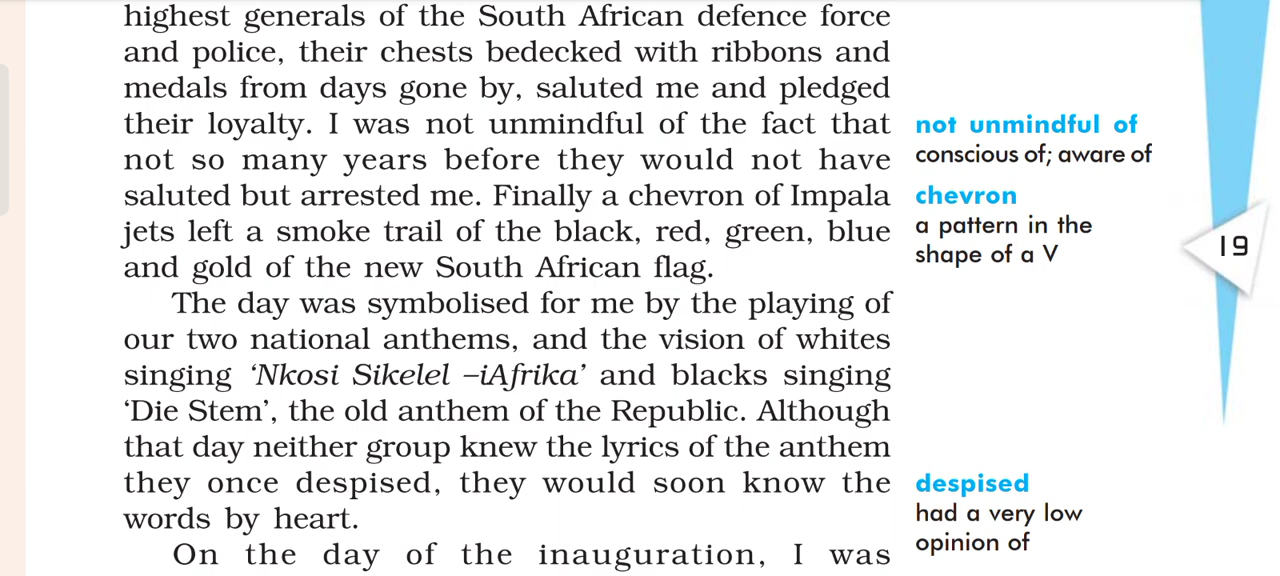 highest generals of the South African defence force
and police, their chests bedecked with ribbons and
medals from days gone by, saluted me and pledged
their loyalty. I was not unmindful of the fact that
not so many years before they would not have
saluted but arrested me. Finally a chevron of Impala
jets left a smoke trail of the black, red, green, blue
and gold of the new South African flag.
The day was symbolised for me by the playing of
our two national anthems, and the vision of whites
singing ‘Nkosi Sikelel –iAfrika’ and blacks singing
‘Die Stem’, the old anthem of the Republic. Although
that day neither group knew the lyrics of the anthem
they once despised, they would soon know the
words by heart.
On the day of the inauguration, I was
not unmindful of
conscious of; aware of
chevron
a pattern in the
shape of a V
despised
had a very low
opinion of
19